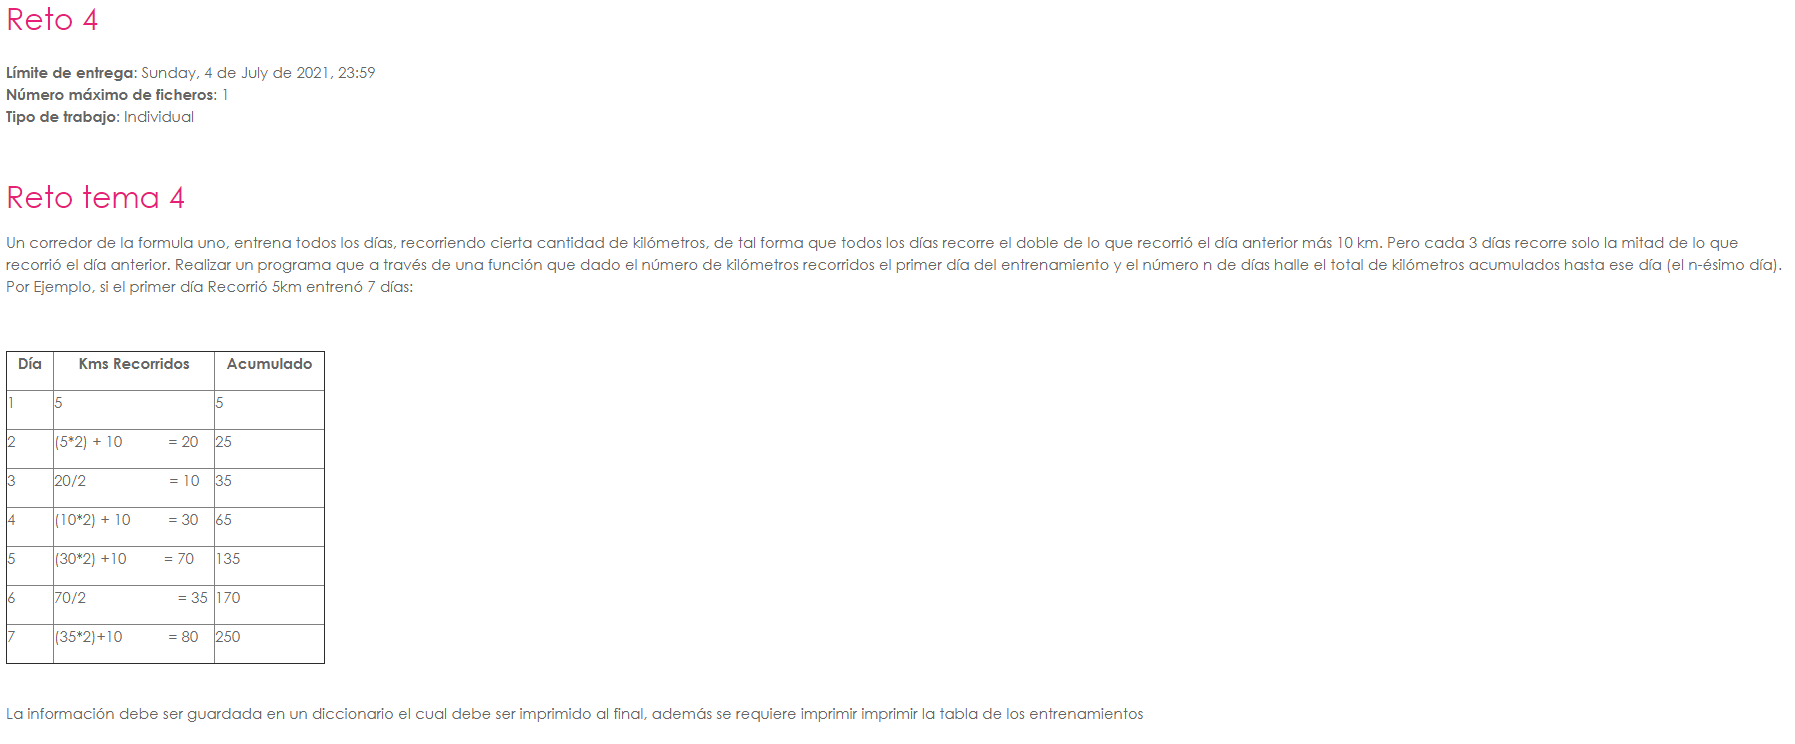 Reto 4
Límite de entrega: Sunday, 4 de July de 2021, 23:59
Número máximo de ficheros: 1
Tipo de trabajo: Individual
Reto tema 4
Un corredor de la formula uno, entrena todos los días, recorriendo cierta cantidad de kilómetros, de tal forma que todos los días recorre el doble de lo que recorrió el día anterior más 10 km. Pero cada 3 días recorre solo la mitad de lo que
recorrió el día anterior. Realizar un programa que a través de una función que dado el número de kilómetros recorridos el primer día del entrenamiento y el número n de días halle el total de kilómetros acumulados hasta ese día (el n-ésimo día).
Por Ejemplo, si el primer día Recorrió 5km entrenó 7 días:
Día Kms Recorridos Acumulado
1 5 5
2 (5*2) + 10 = 20 25
3 20/2 = 10 35
4 (10*2) + 10 = 30 65
5 (30*2) +10 = 70 135
6 70/2 = 35 170
7 (35*2)+10 = 80 250
La información debe ser guardada en un diccionario el cual debe ser imprimido al final, además se requiere imprimir imprimir la tabla de los entrenamientos